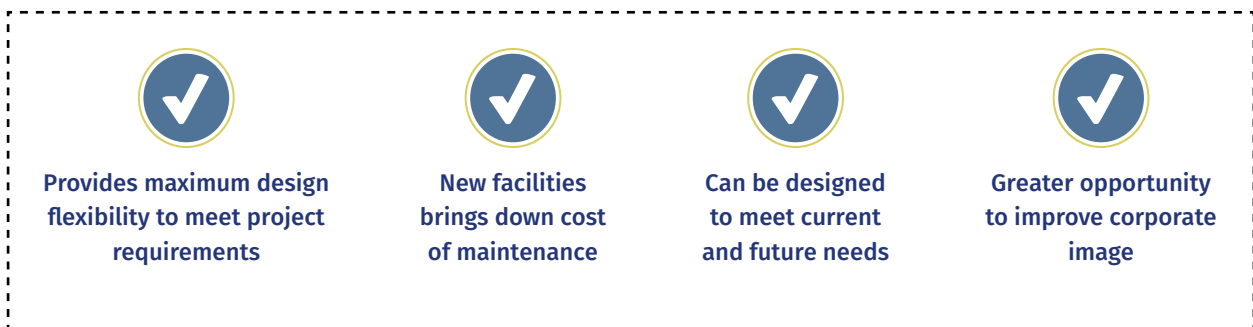 Provides maximum design
flexibility to meet project
requirements
New facilities
brings down cost
of maintenance
Can be designed
to meet current
and future needs
Greater opportunity
to improve corporate
image